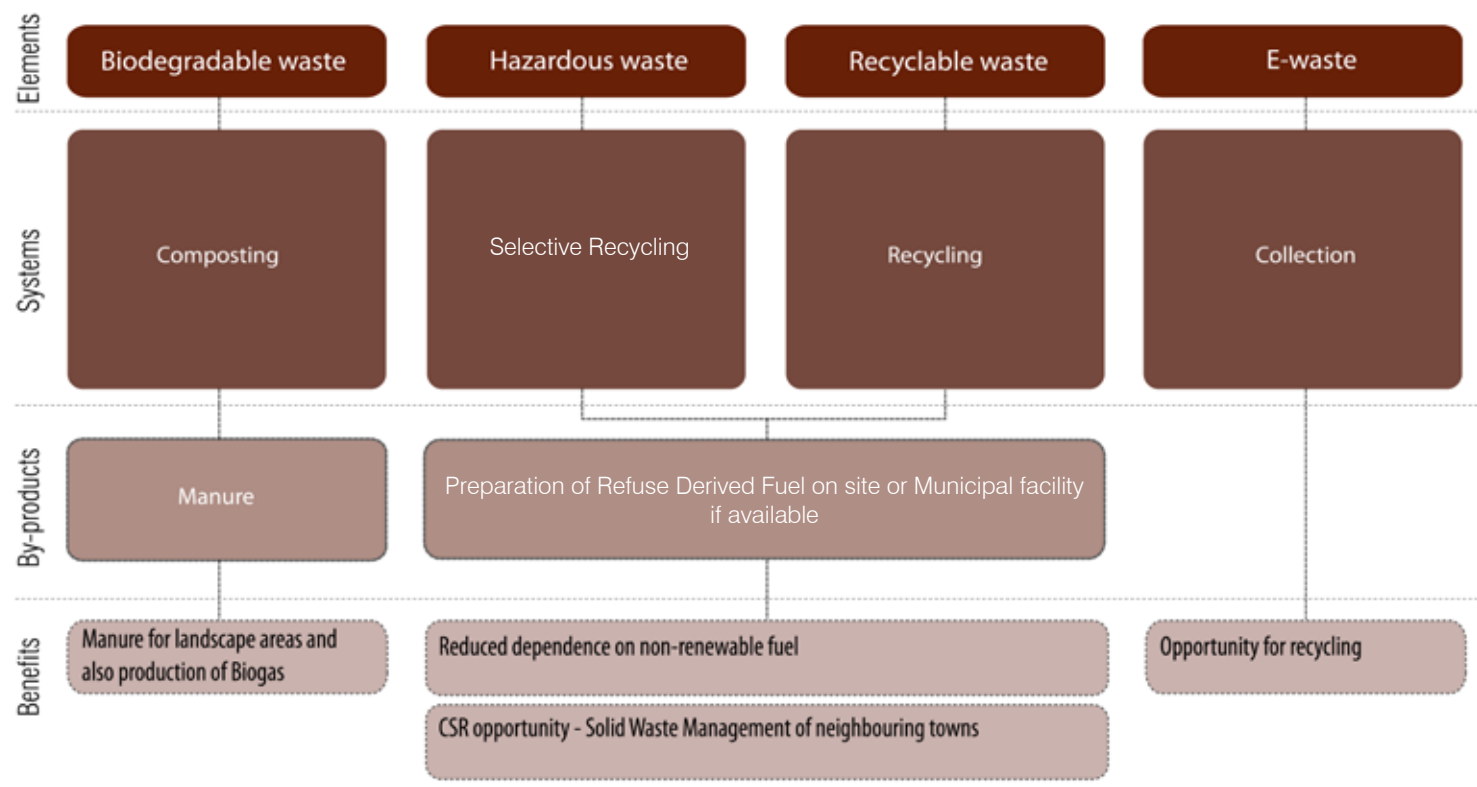 Elements
Biodegradable waste
Hazardous waste
Recyclable waste
E-waste
Systems
Composting
Selective Recycling
Recycling
Collection
By-products
Manure
Preparation of Refuse Derived Fuel on site or Municipal facility
if available
Benefits
Manure for landscape areas and
also production of Biogas
Reduced dependence on non-renewable fuel
Opportunity for recycling
CSR opportunity - Solid Waste Management of neighbouring towns